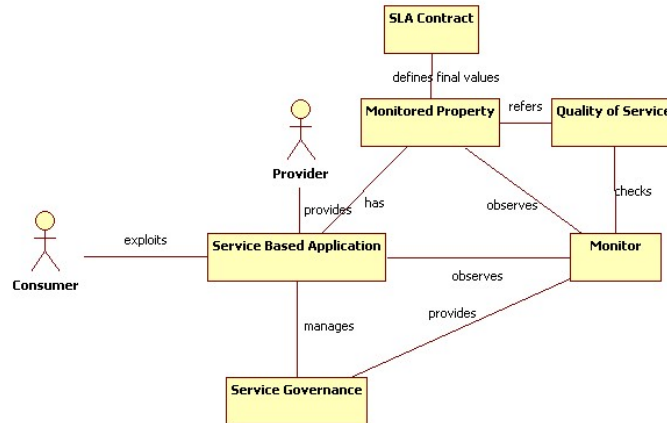 SLA Contract
defines final values
Monitored Property
refers
Quality of Service
Provider
has
checks
provides
observes
Consumer
exploits
Service Based Application
Monitor
observes
provides
manages
Service Governance